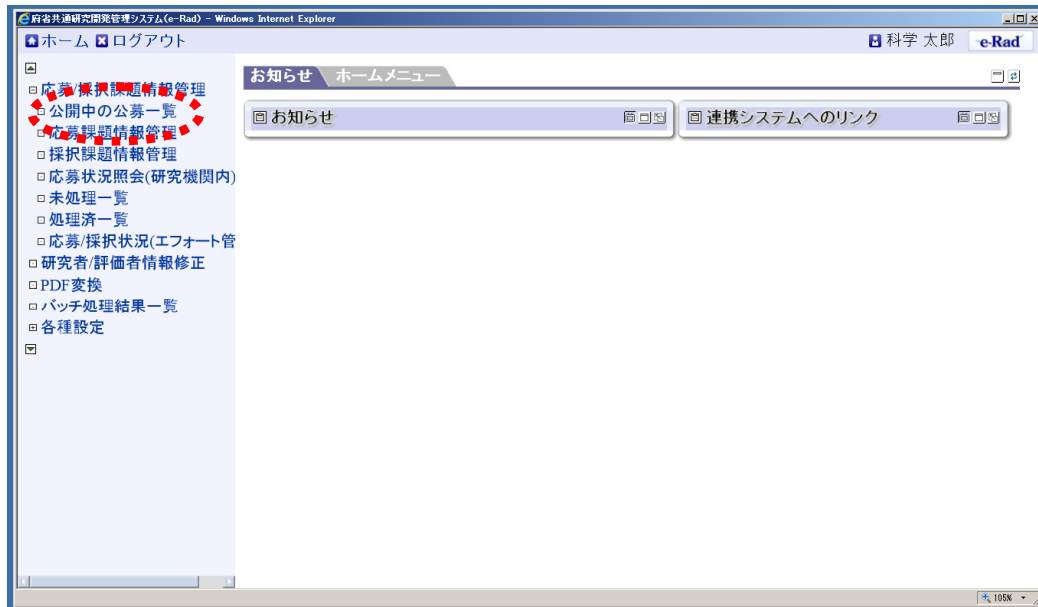 府省共通研究開発管理システム(e-Rad) - Windows Internet Explorer
ホーム ログアウト 科学 太郎 e-Rad
お知らせ ホームメニュー
お知らせ 連携システムへのリンク
応募/採択課題情報管理
公開中の公募一覧
応募課題情報管理
採択課題情報管理
応募状況照会(研究機関内)
未処理一覧
処理済一覧
応募/採択状況(エフォート管
研究者/評価者情報修正
PDF変換
バッチ処理結果一覧
各種設定
105%